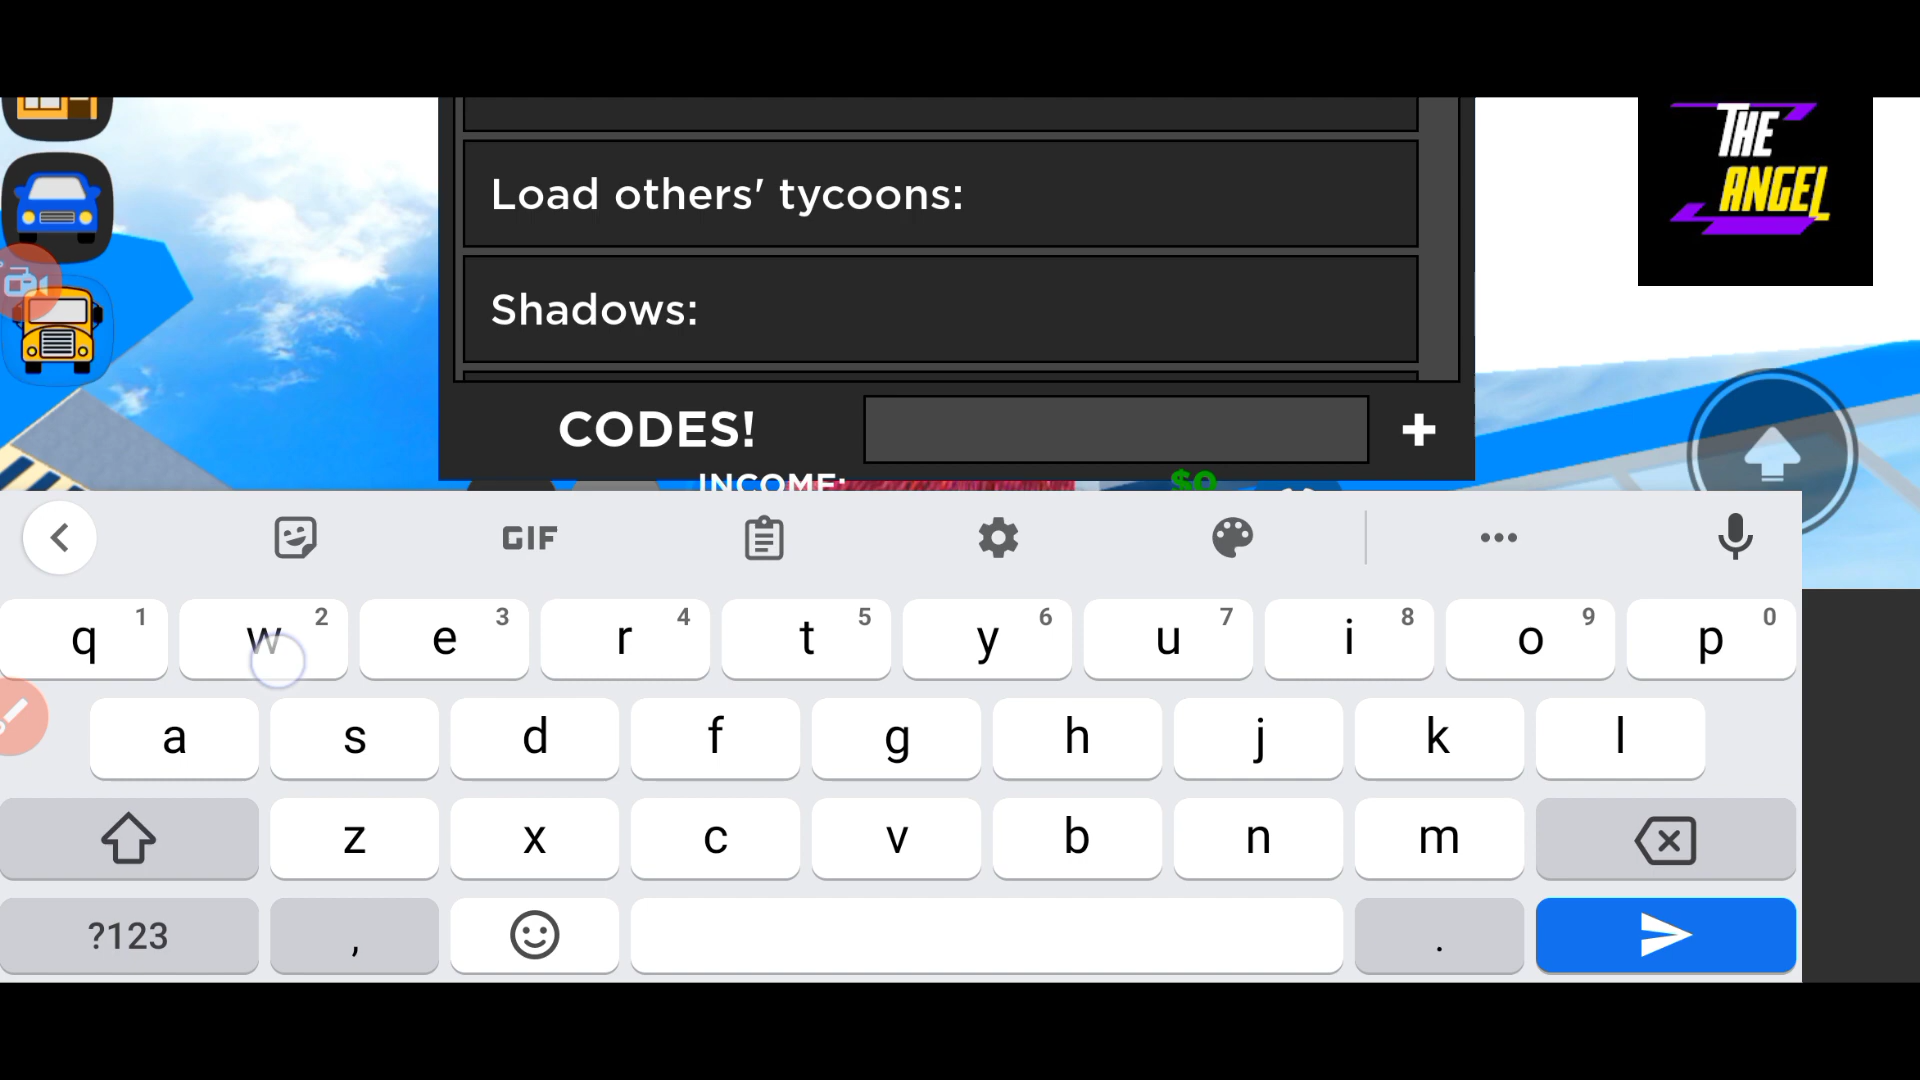 THE
ANGEL
Load others' tycoons:
Shadows:
CODES!
+
INCOME: $0
GIF
q 1 w 2 e 3 r 4 t 5 y 6 u 7 i 8 o 9 p 0
a s d f g h j k l
z x c v b n m
?123 , .